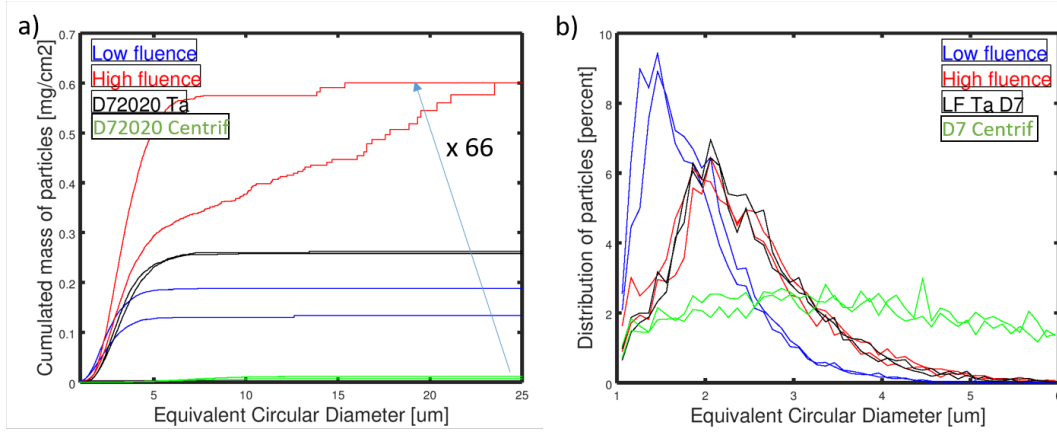 a)
Cumulated mass of particles [mg/cm2]
0.7
0.6
0.5
0.4
0.3
0.2
0.1
0
Low fluence
High fluence
D72020 Ta
D72020 Centrif
x 66
5
10
15
20
25
Equivalent Circular Diameter [um]
b)
Distribution of particles [percent]
10
8
6
4
2
0
Low fluence
High fluence
LF Ta D7
D7 Centrif
1
2
3
4
5
6
Equivalent Circular Diameter [um]